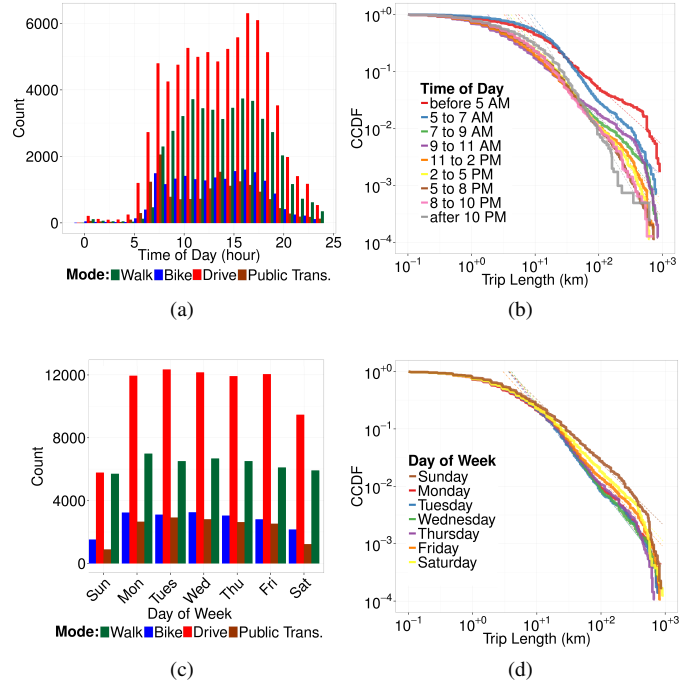 6000
4000
2000
0
Count
0 5 10 15 20 25
Time of Day (hour)
Mode: Walk Bike Drive Public Trans.
(a)
10+0
10−1
10−2
10−3
10−4
CCDF
Time of Day
before 5 AM
5 to 7 AM
7 to 9 AM
9 to 11 AM
11 to 2 PM
2 to 5 PM
5 to 8 PM
8 to 10 PM
after 10 PM
10−1 10+0 10+1 10+2 10+3
Trip Length (km)
(b)
12000
8000
4000
0
Count
Sun Mon Tues Wed Thu Fri Sat
Day of Week
Mode: Walk Bike Drive Public Trans.
(c)
10+0
10−1
10−2
10−3
10−4
CCDF
Day of Week
Sunday
Monday
Tuesday
Wednesday
Thursday
Friday
Saturday
10−1 10+0 10+1 10+2 10+3
Trip Length (km)
(d)